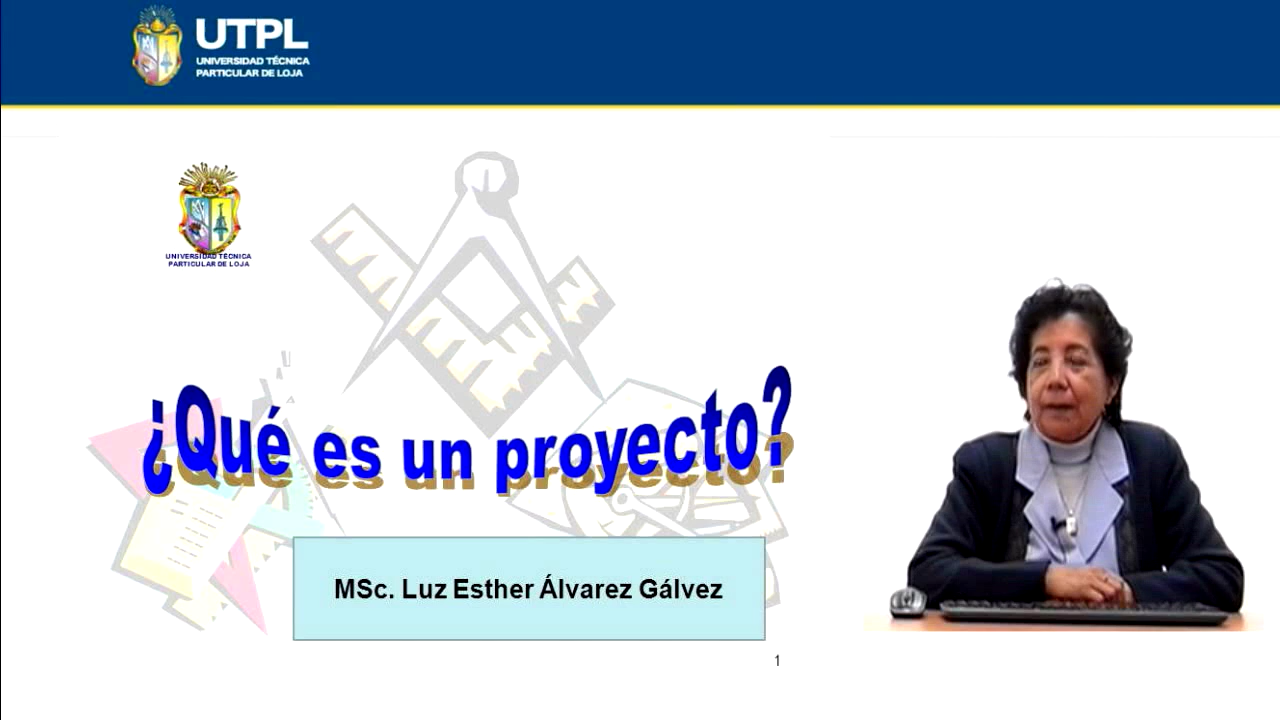 UTPL
UNIVERSIDAD TÉCNICA
PARTICULAR DE LOJA
UNIVERSIDAD TÉCNICA
PARTICULAR DE LOJA
¿Qué es un proyecto?
MSc. Luz Esther Álvarez Gálvez
1